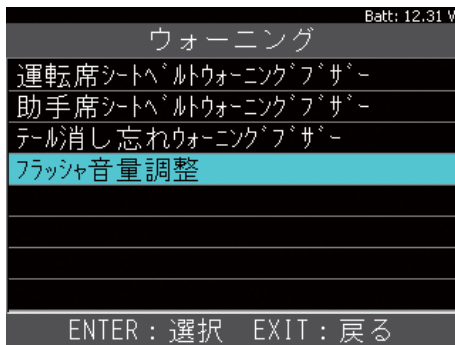 Batt: 12.31 V
ウォーニング
運転席ｼｰﾄﾍﾞﾙﾄｳｫｰﾆﾝｸﾞﾌﾞｻﾞｰ
助手席ｼｰﾄﾍﾞﾙﾄｳｫｰﾆﾝｸﾞﾌﾞｻﾞｰ
ﾃｰﾙ消し忘れｳｫｰﾆﾝｸﾞﾌﾞｻﾞｰ
ﾌﾗｯｼｬ音量調整
ENTER：選択 EXIT：戻る